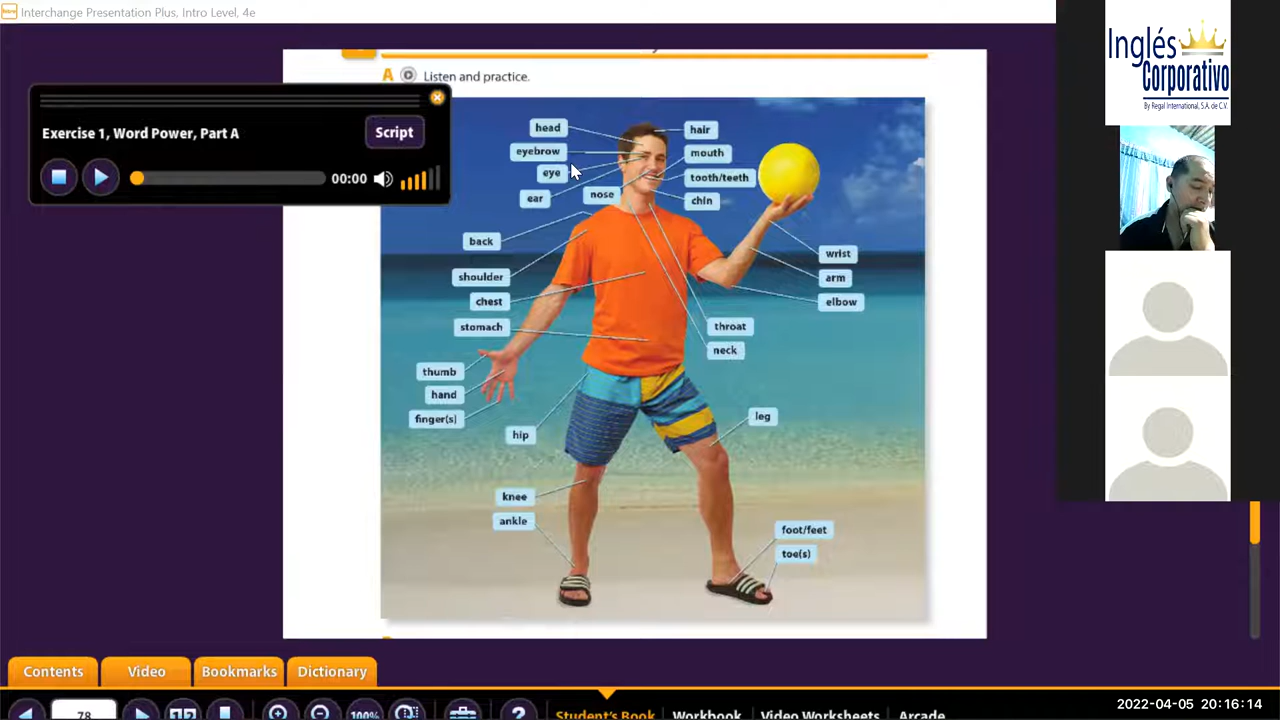 Interchange Presentation Plus, Intro Level, 4e
Inglés
Corporativo
By Regal International, S.A. de C.V.
A Listen and practice.
Exercise 1, Word Power, Part A
Script
00:00
head
hair
eyebrow
mouth
eye
tooth/teeth
ear
nose
chin
back
wrist
shoulder
arm
chest
elbow
stomach
throat
neck
thumb
hand
finger(s)
leg
hip
knee
ankle
foot/feet
toe(s)
Contents
Video
Bookmarks
Dictionary
78
100%
?
Student's Book
Workbook
Video Worksheets
Arcade
2022-04-05 20:16:14